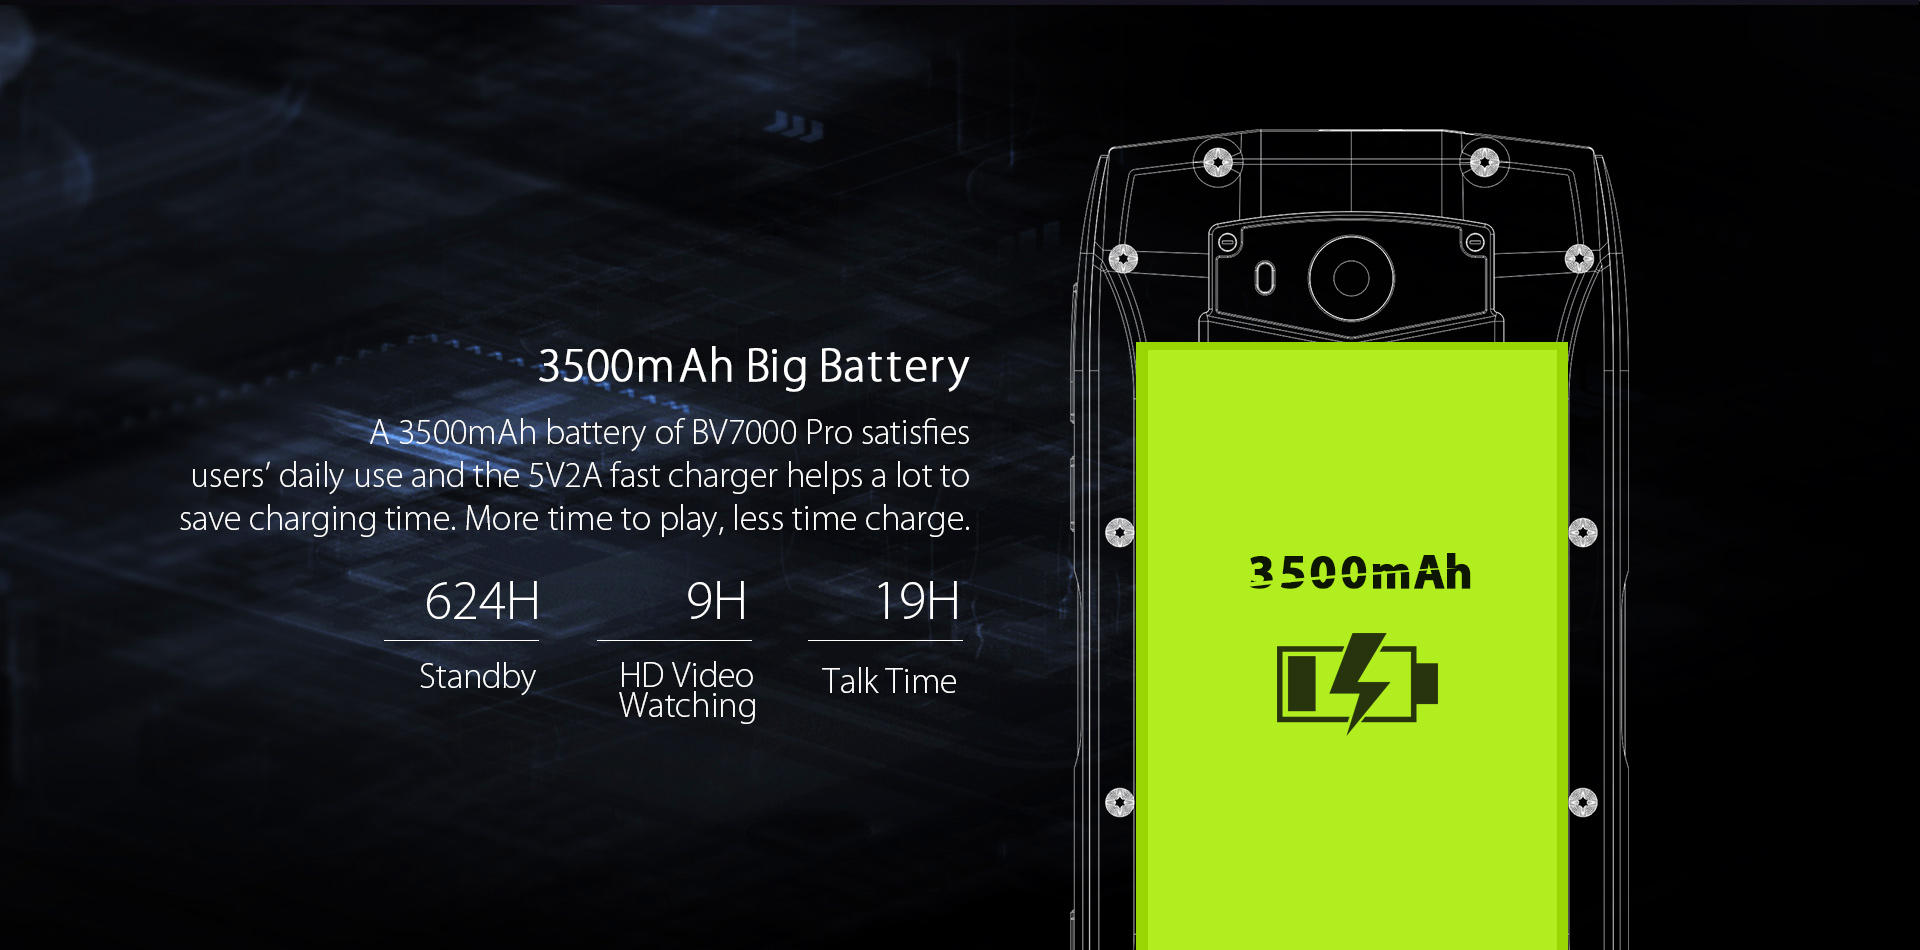 3500mAh Big Battery
A 3500mAh battery of BV7000 Pro satisfies
users’ daily use and the 5V2A fast charger helps a lot to
save charging time. More time to play, less time charge.
624H
Standby
9H
HD Video
Watching
19H
Talk Time
3500mAh